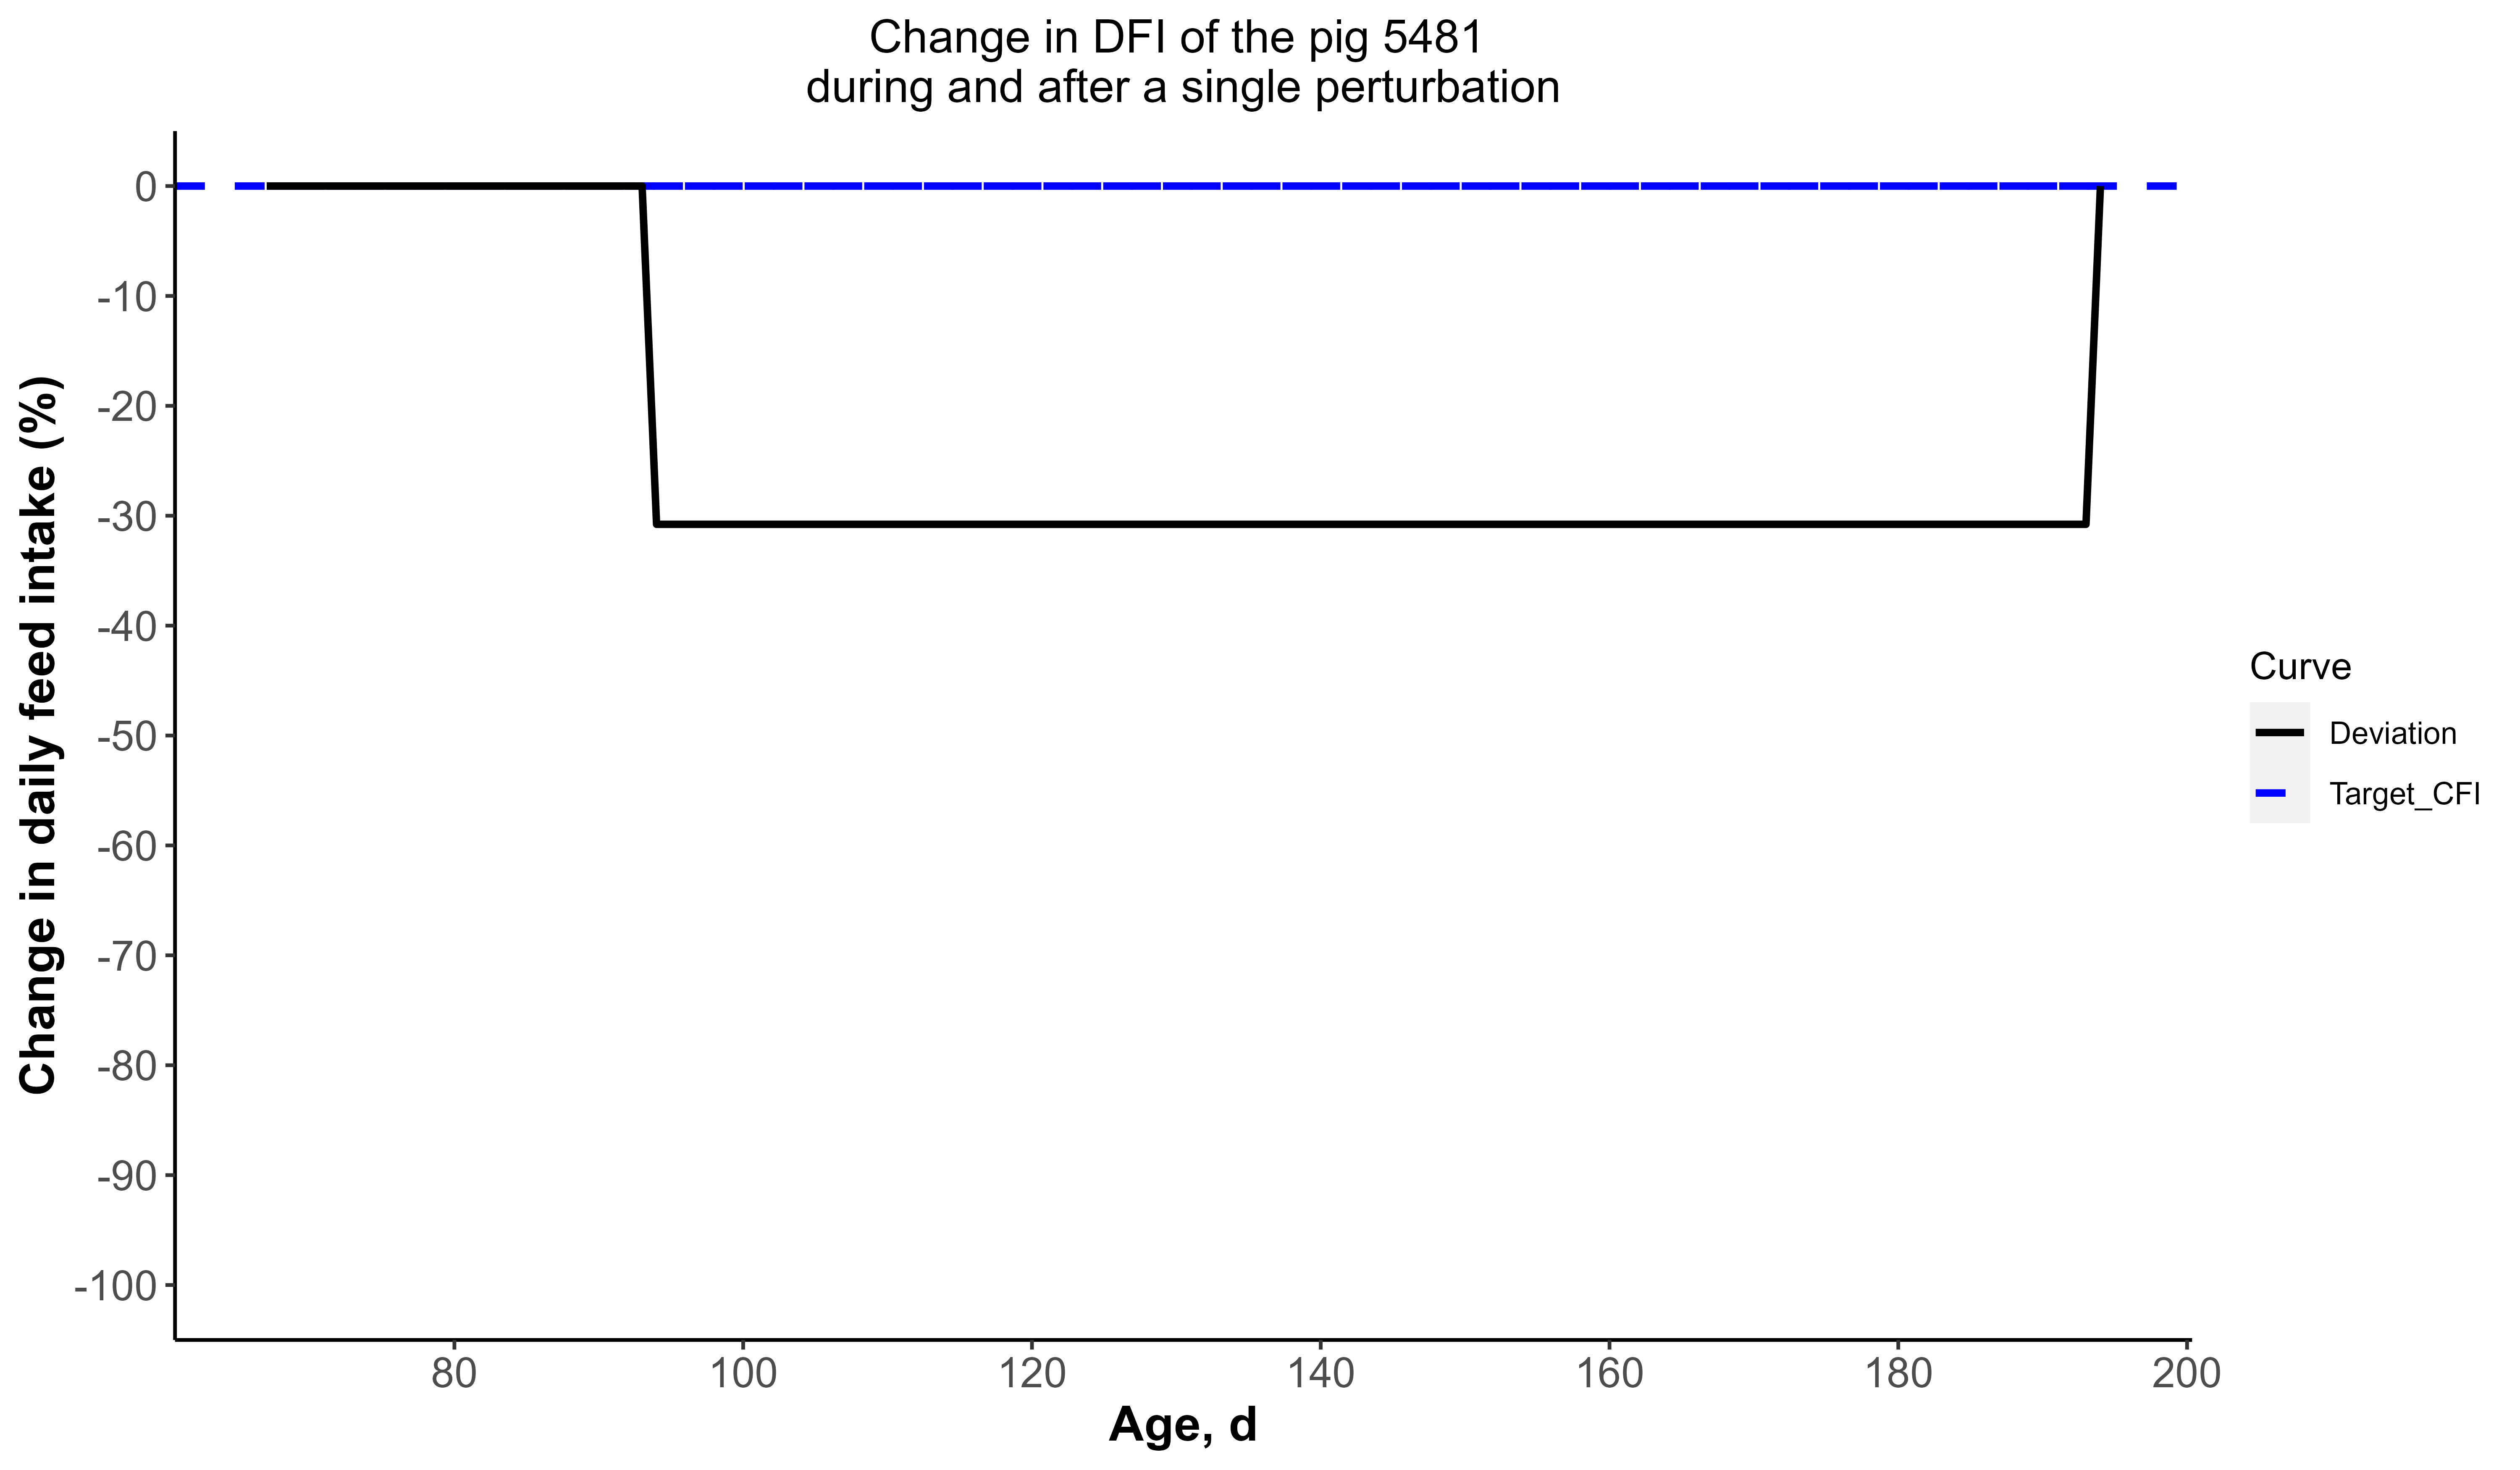 Change in DFI of the pig 5481
during and after a single perturbation
Change in daily feed intake (%)
0
-10
-20
-30
-40
-50
-60
-70
-80
-90
-100
80
100
120
140
160
180
200
Age, d
Curve
Deviation
Target_CFI